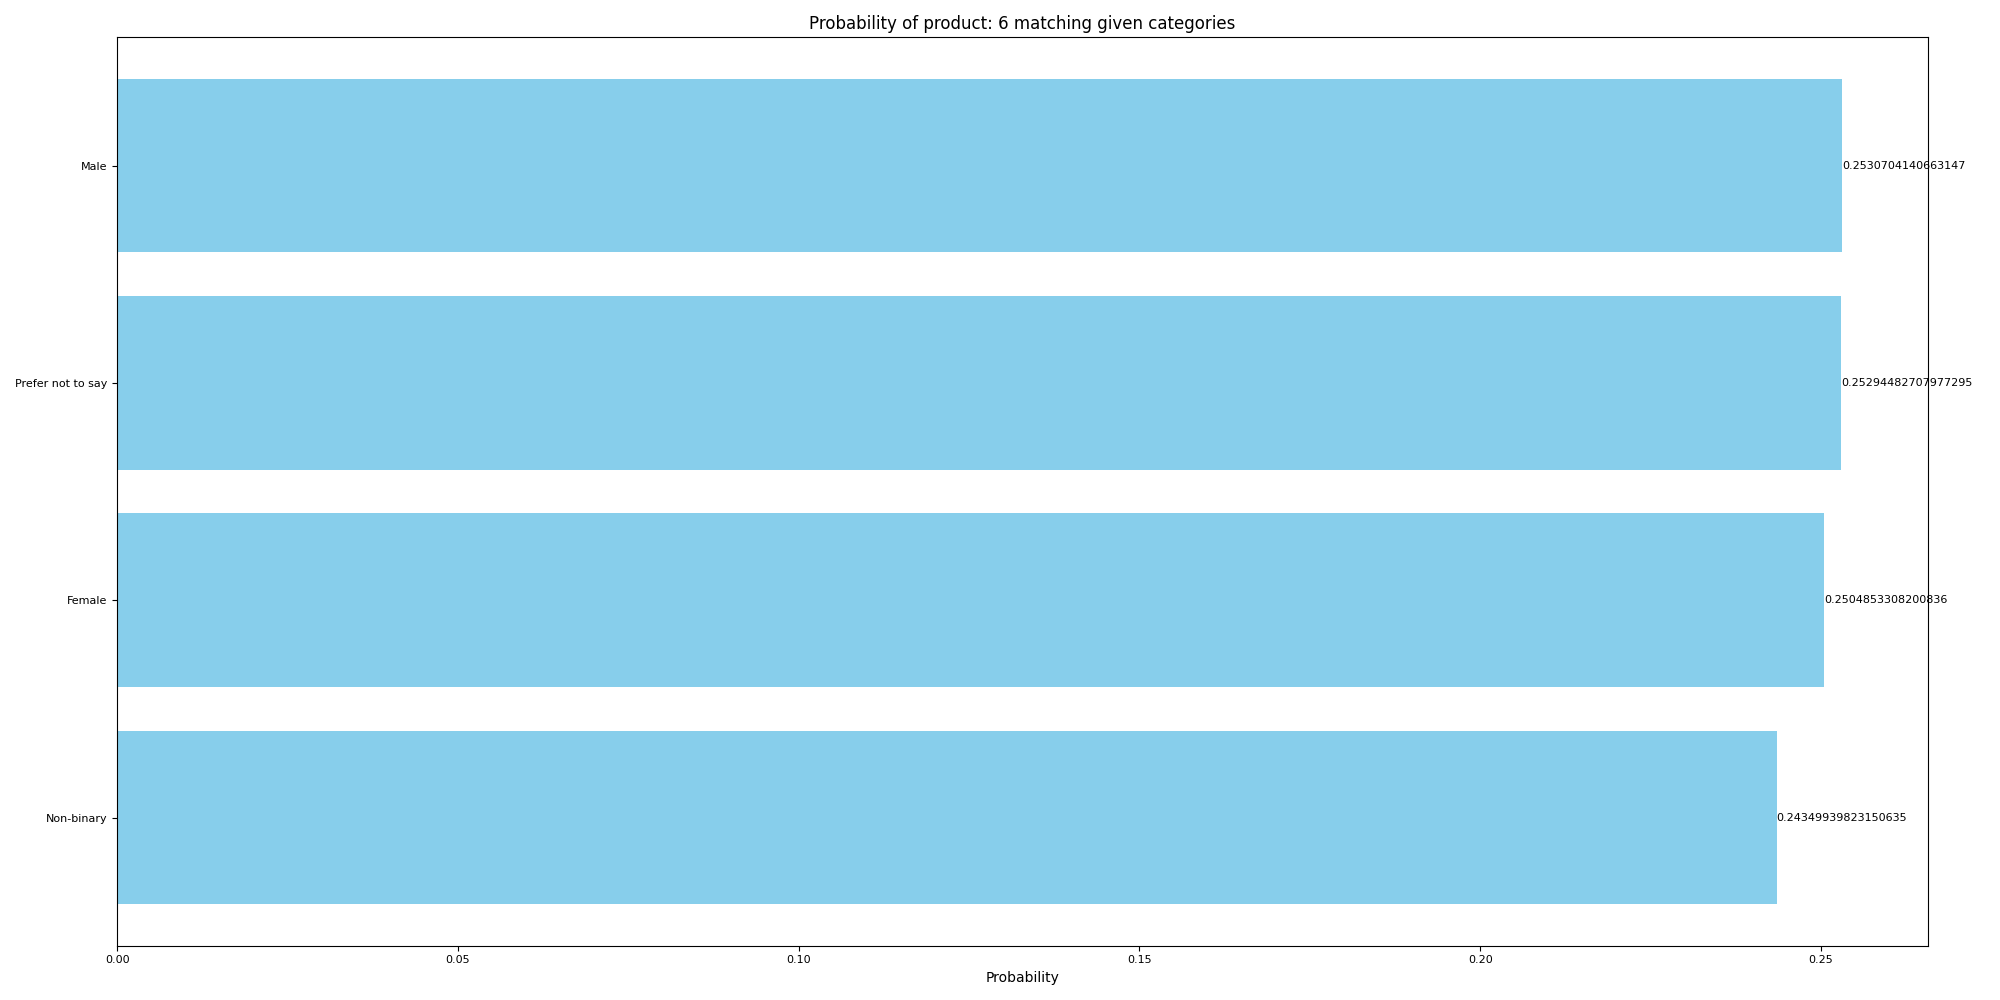 Probability of product: 6 matching given categories
Male
0.2530704140663147
Prefer not to say
0.25294482707977295
Female
0.2504853308200836
Non-binary
0.24349939823150635
0.00 0.05 0.10 0.15 0.20 0.25
Probability